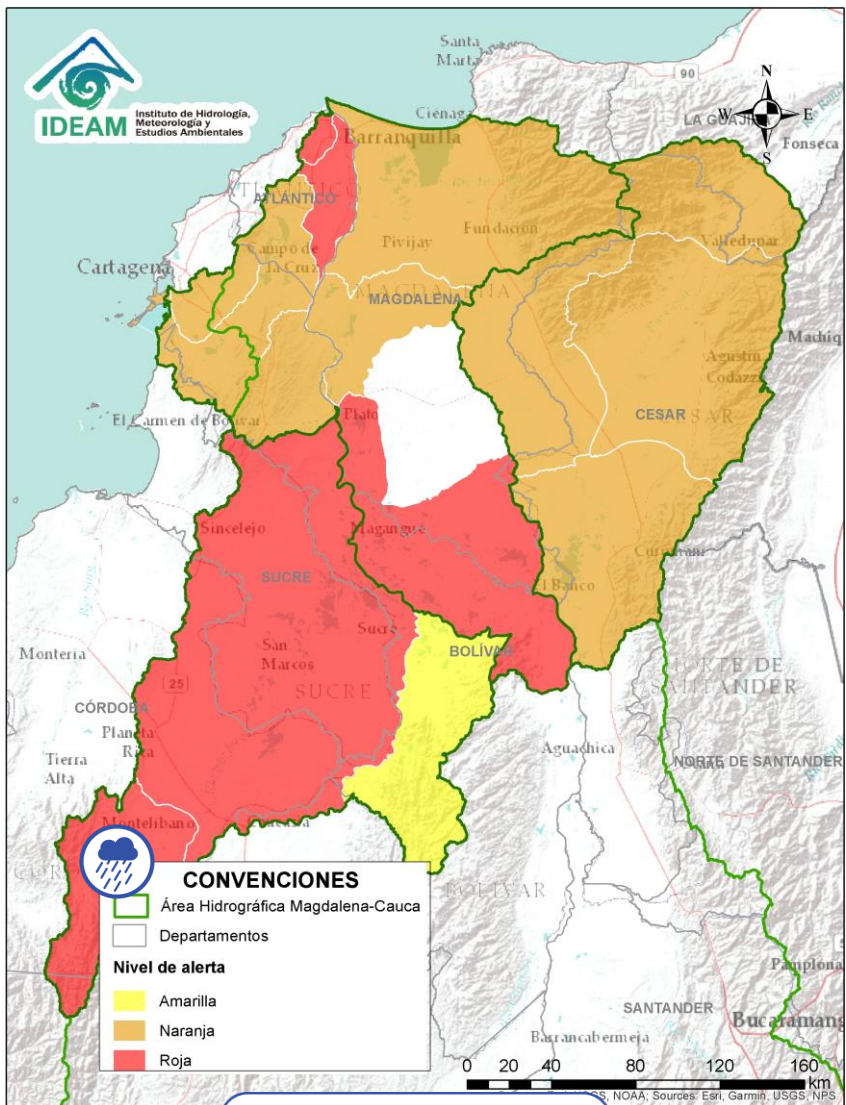 IDEAM
Instituto de Hidrología,
Meteorología y
Estudios Ambientales
Santa
Marta
90
N
W
E
S
LA GUAJIRA
Fonseca
Ciénaga
Barranquilla
ATLÁNTICO
Cartagena
Campo de
la Cruz
Pivijay
Fundación
Valledupar
MAGDALENA
MAGDALENA
Agustín
Codazzi
CESAR
El Carmen de Bolívar
Plato
Sincelejo
Magangué
SUCRE
El Banco
Sucre
San
Marcos
SUCRE
BOLÍVAR
Montería
25
CÓRDOBA
Planeta
Rica
Tierra
Alta
NORTE DE
SANTANDER
Aguachica
NORTE DE SANTANDER
Montelíbano
BOLÍVAR
CONVENCIONES
Área Hidrográfica Magdalena-Cauca
Departamentos
Nivel de alerta
Amarilla
Naranja
Roja
Pamplona
SANTANDER
Barrancabermeja
0 20 40 80 120 160
km
NOAA; Sources: Esri, Garmin, USGS, NPS